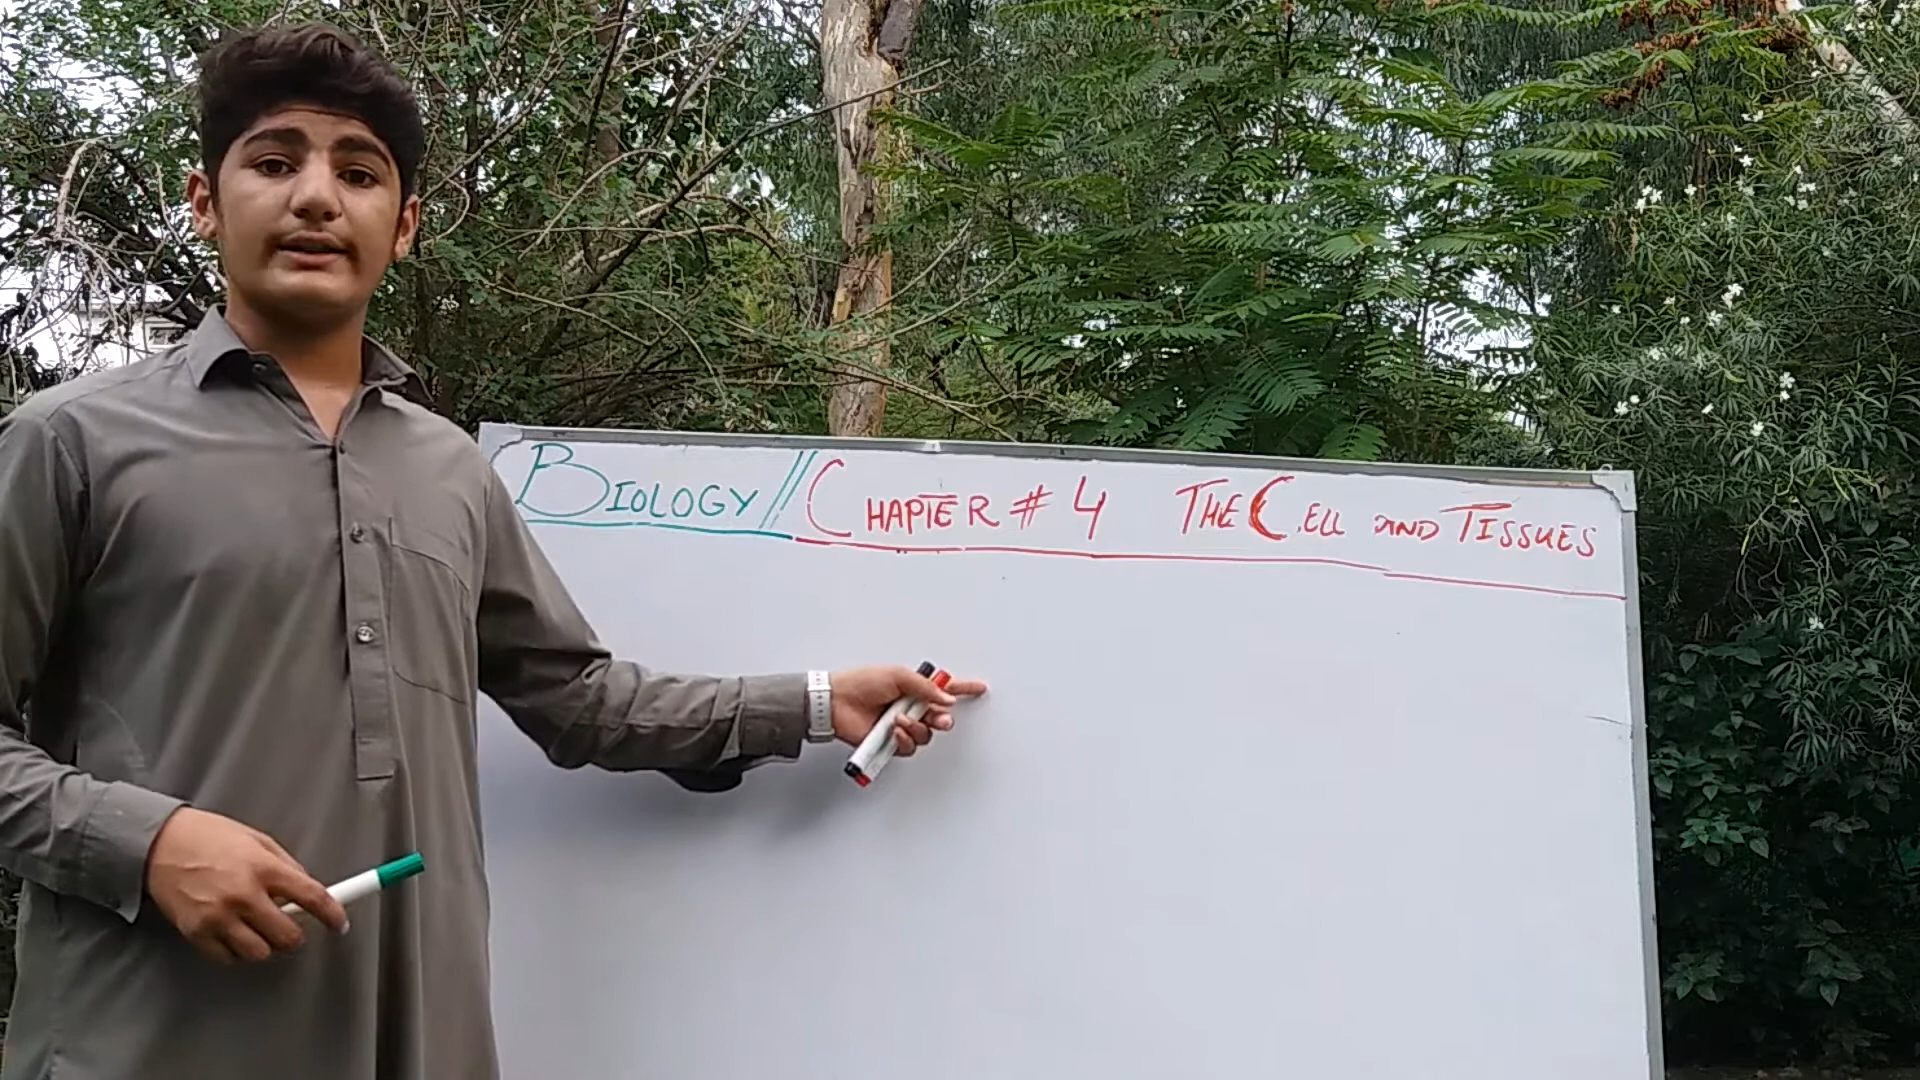 BIOLOGY // CHAPTER # 4 THE CELL AND TISSUES